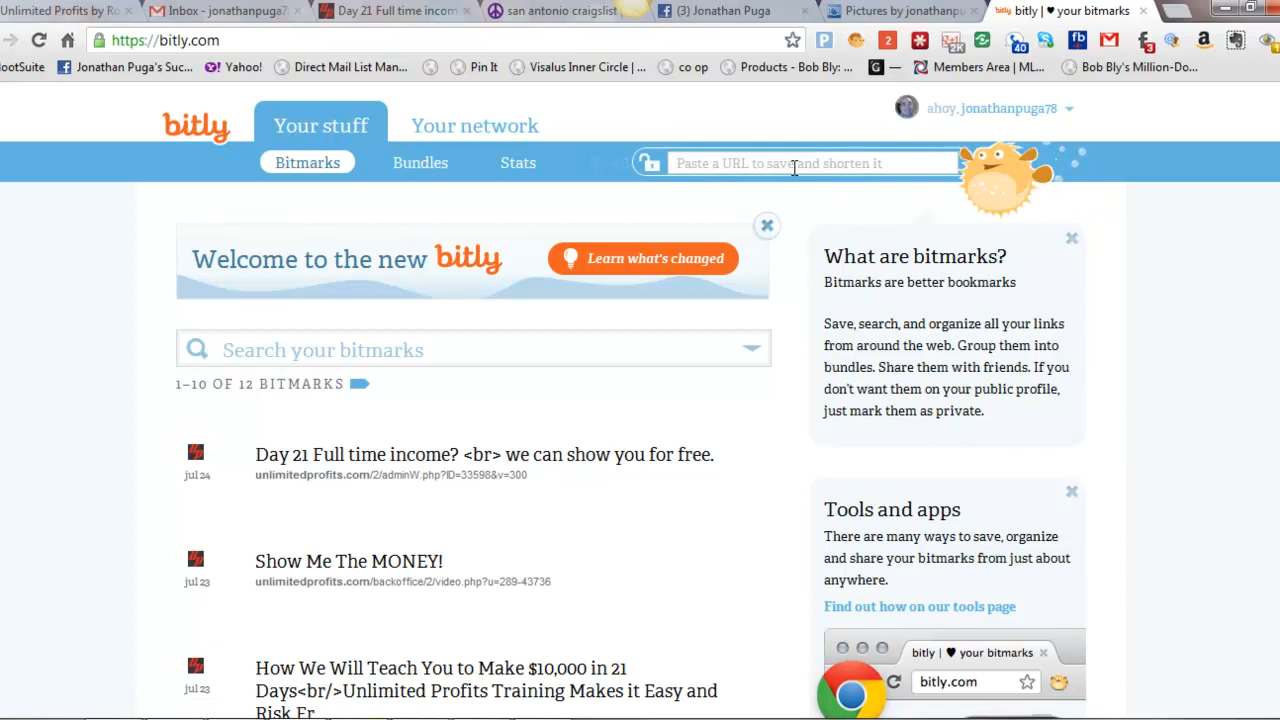 Unlimited Profits by Ro
Inbox - jonathanpuga7
Day 21 Full time incom
san antonio craigslist
(3) Jonathan Puga
Pictures by jonathanpu
bitly | ♥ your bitmarks
https://bitly.com
2
2K
40
fb
3
1
ootSuite
Jonathan Puga's Suc...
Yahoo!
Direct Mail List Man...
Pin It
Visalus Inner Circle | ...
co op
Products - Bob Bly: ...
Members Area | ML...
Bob Bly's Million-Do...
bitly
Your stuff
Your network
ahoy, jonathanpuga78
Bitmarks
Bundles
Stats
Paste a URL to save and shorten it
Welcome to the new bitly
Learn what's changed
What are bitmarks?
Bitmarks are better bookmarks
Save, search, and organize all your links
from around the web. Group them into
bundles. Share them with friends. If you
don't want them on your public profile,
just mark them as private.
Search your bitmarks
1–10 OF 12 BITMARKS
Day 21 Full time income? <br> we can show you for free.
jul 24
unlimitedprofits.com/2/adminW.php?ID=33598&v=300
Show Me The MONEY!
jul 23
unlimitedprofits.com/backoffice/2/video.php?u=289-43736
How We Will Teach You to Make $10,000 in 21
jul 23
Days<br/>Unlimited Profits Training Makes it Easy and
Risk Fr
Tools and apps
There are many ways to save, organize
and share your bitmarks from just about
anywhere.
Find out how on our tools page
bitly | ♥ your bitmarks
bitly.com